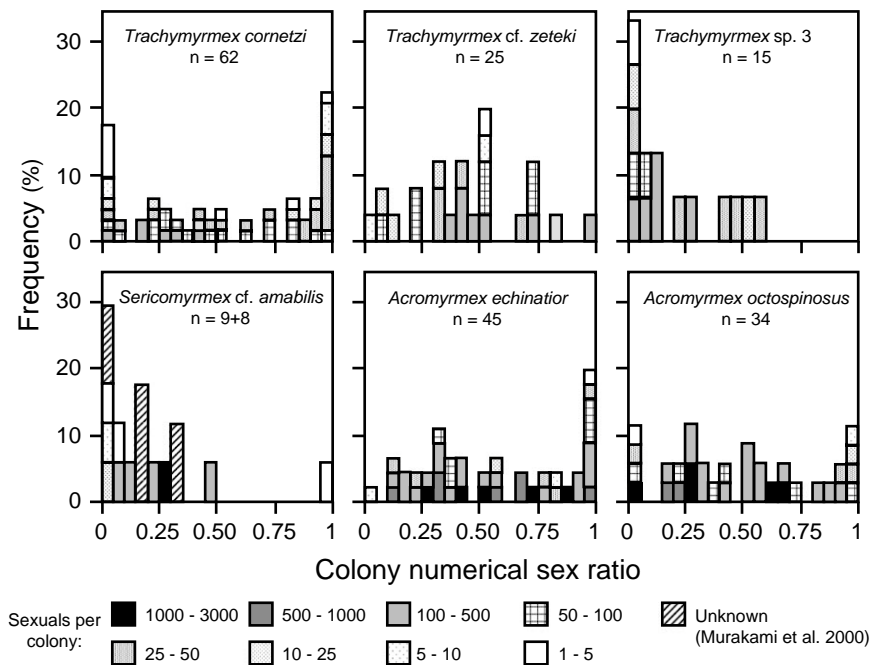 Trachymyrmex cornetzi
n = 62
Trachymyrmex cf. zeteki
n = 25
Trachymyrmex sp. 3
n = 15
30
20
10
0
Sericomyrmex cf. amabilis
n = 9+8
Acromyrmex echinatior
n = 45
Acromyrmex octospinosus
n = 34
30
20
10
0
Frequency (%)
0 0.25 0.5 0.75 1
0 0.25 0.5 0.75 1
0 0.25 0.5 0.75 1
Colony numerical sex ratio
Sexuals per
colony:
1000 - 3000
500 - 1000
100 - 500
50 - 100
Unknown
(Murakami et al. 2000)
25 - 50
10 - 25
5 - 10
1 - 5